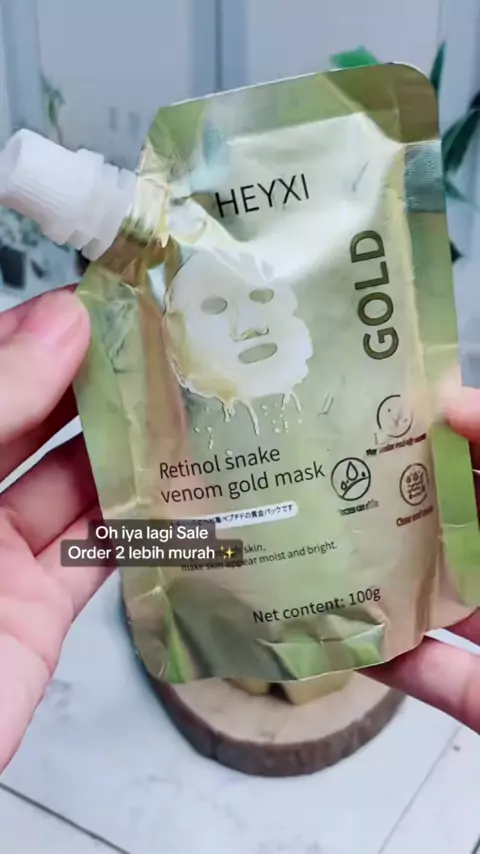 HEYXI
GOLD
Retinol snake
venom gold mask
Oh iya lagi Sale
Order 2 lebih murah ✨
skin.
make skin appear moist and bright.
Net content: 100g